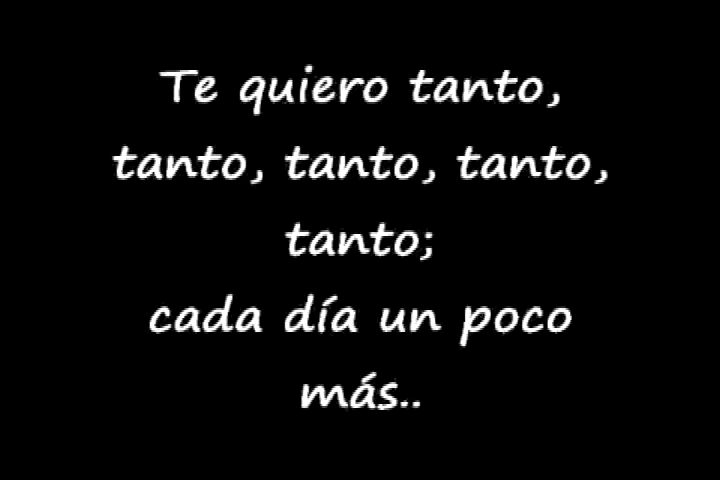 Te quiero tanto,
tanto, tanto, tanto,
tanto;
cada día un poco
más..